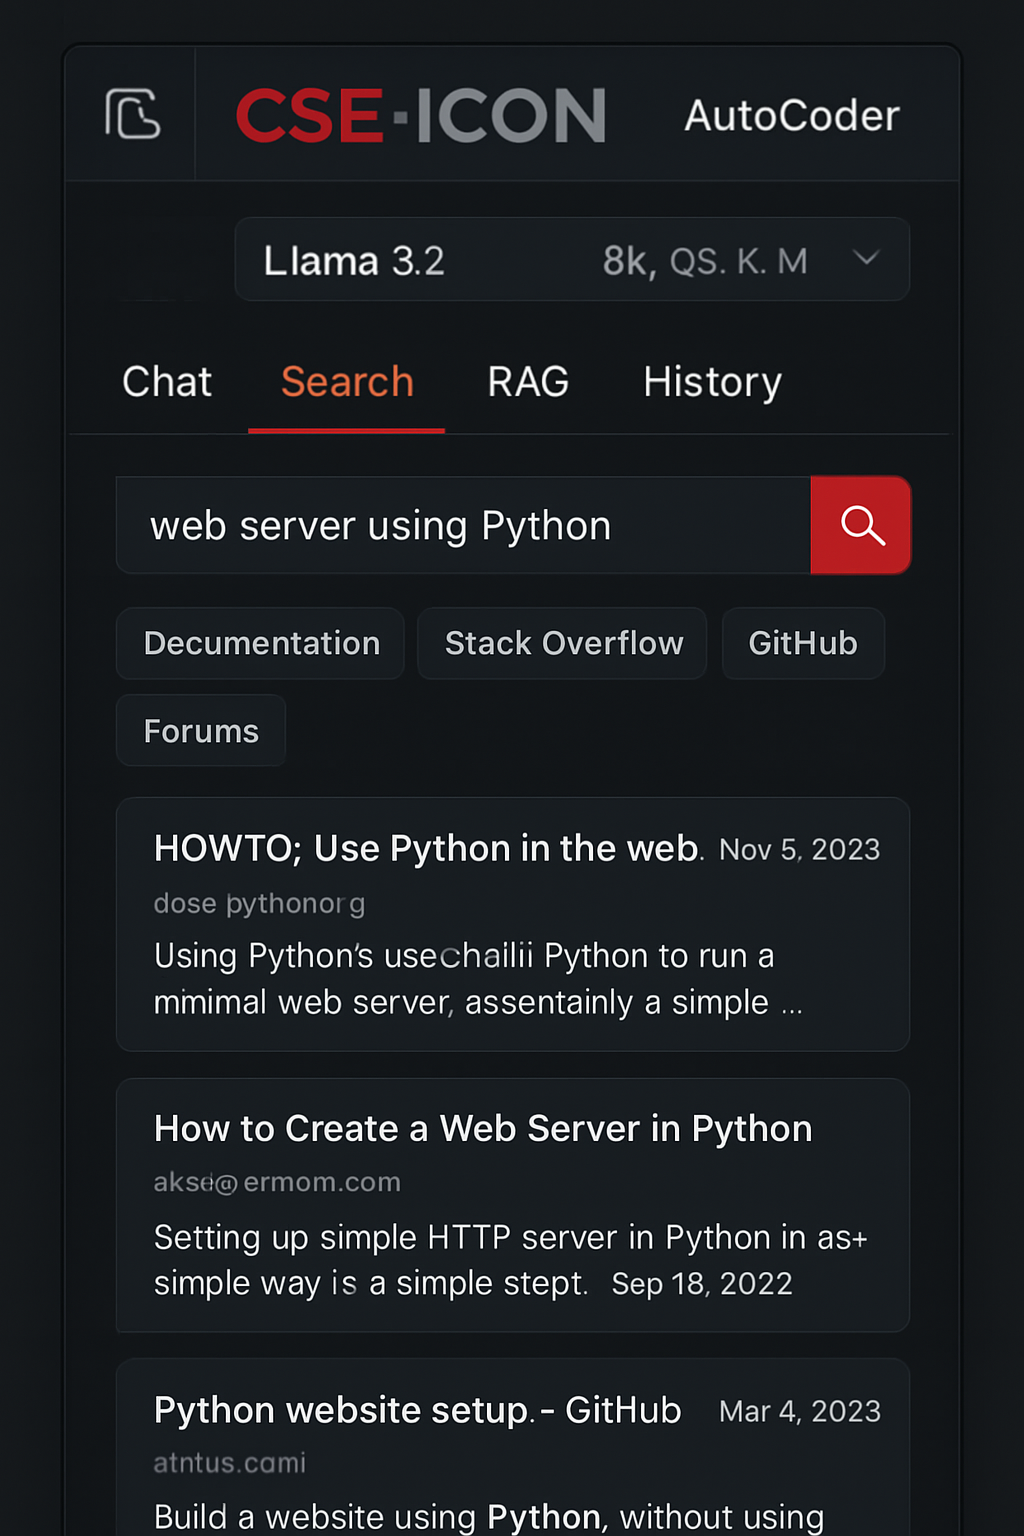 CSE·ICON AutoCoder
Llama 3.2 8k, QS. K. M
Chat Search RAG History
web server using Python
Decumentation Stack Overflow GitHub
Forums
HOWTO; Use Python in the web. Nov 5, 2023
dose pythonorg
Using Python's usechailii Python to run a
mmimal web server, assentainly a simple ...
How to Create a Web Server in Python
ermom.com
Setting up simple HTTP server in Python in as+
simple way is a simple stept. Sep 18, 2022
Python website setup.- GitHub Mar 4, 2023
atntus.cami
Build a website using Python, without using